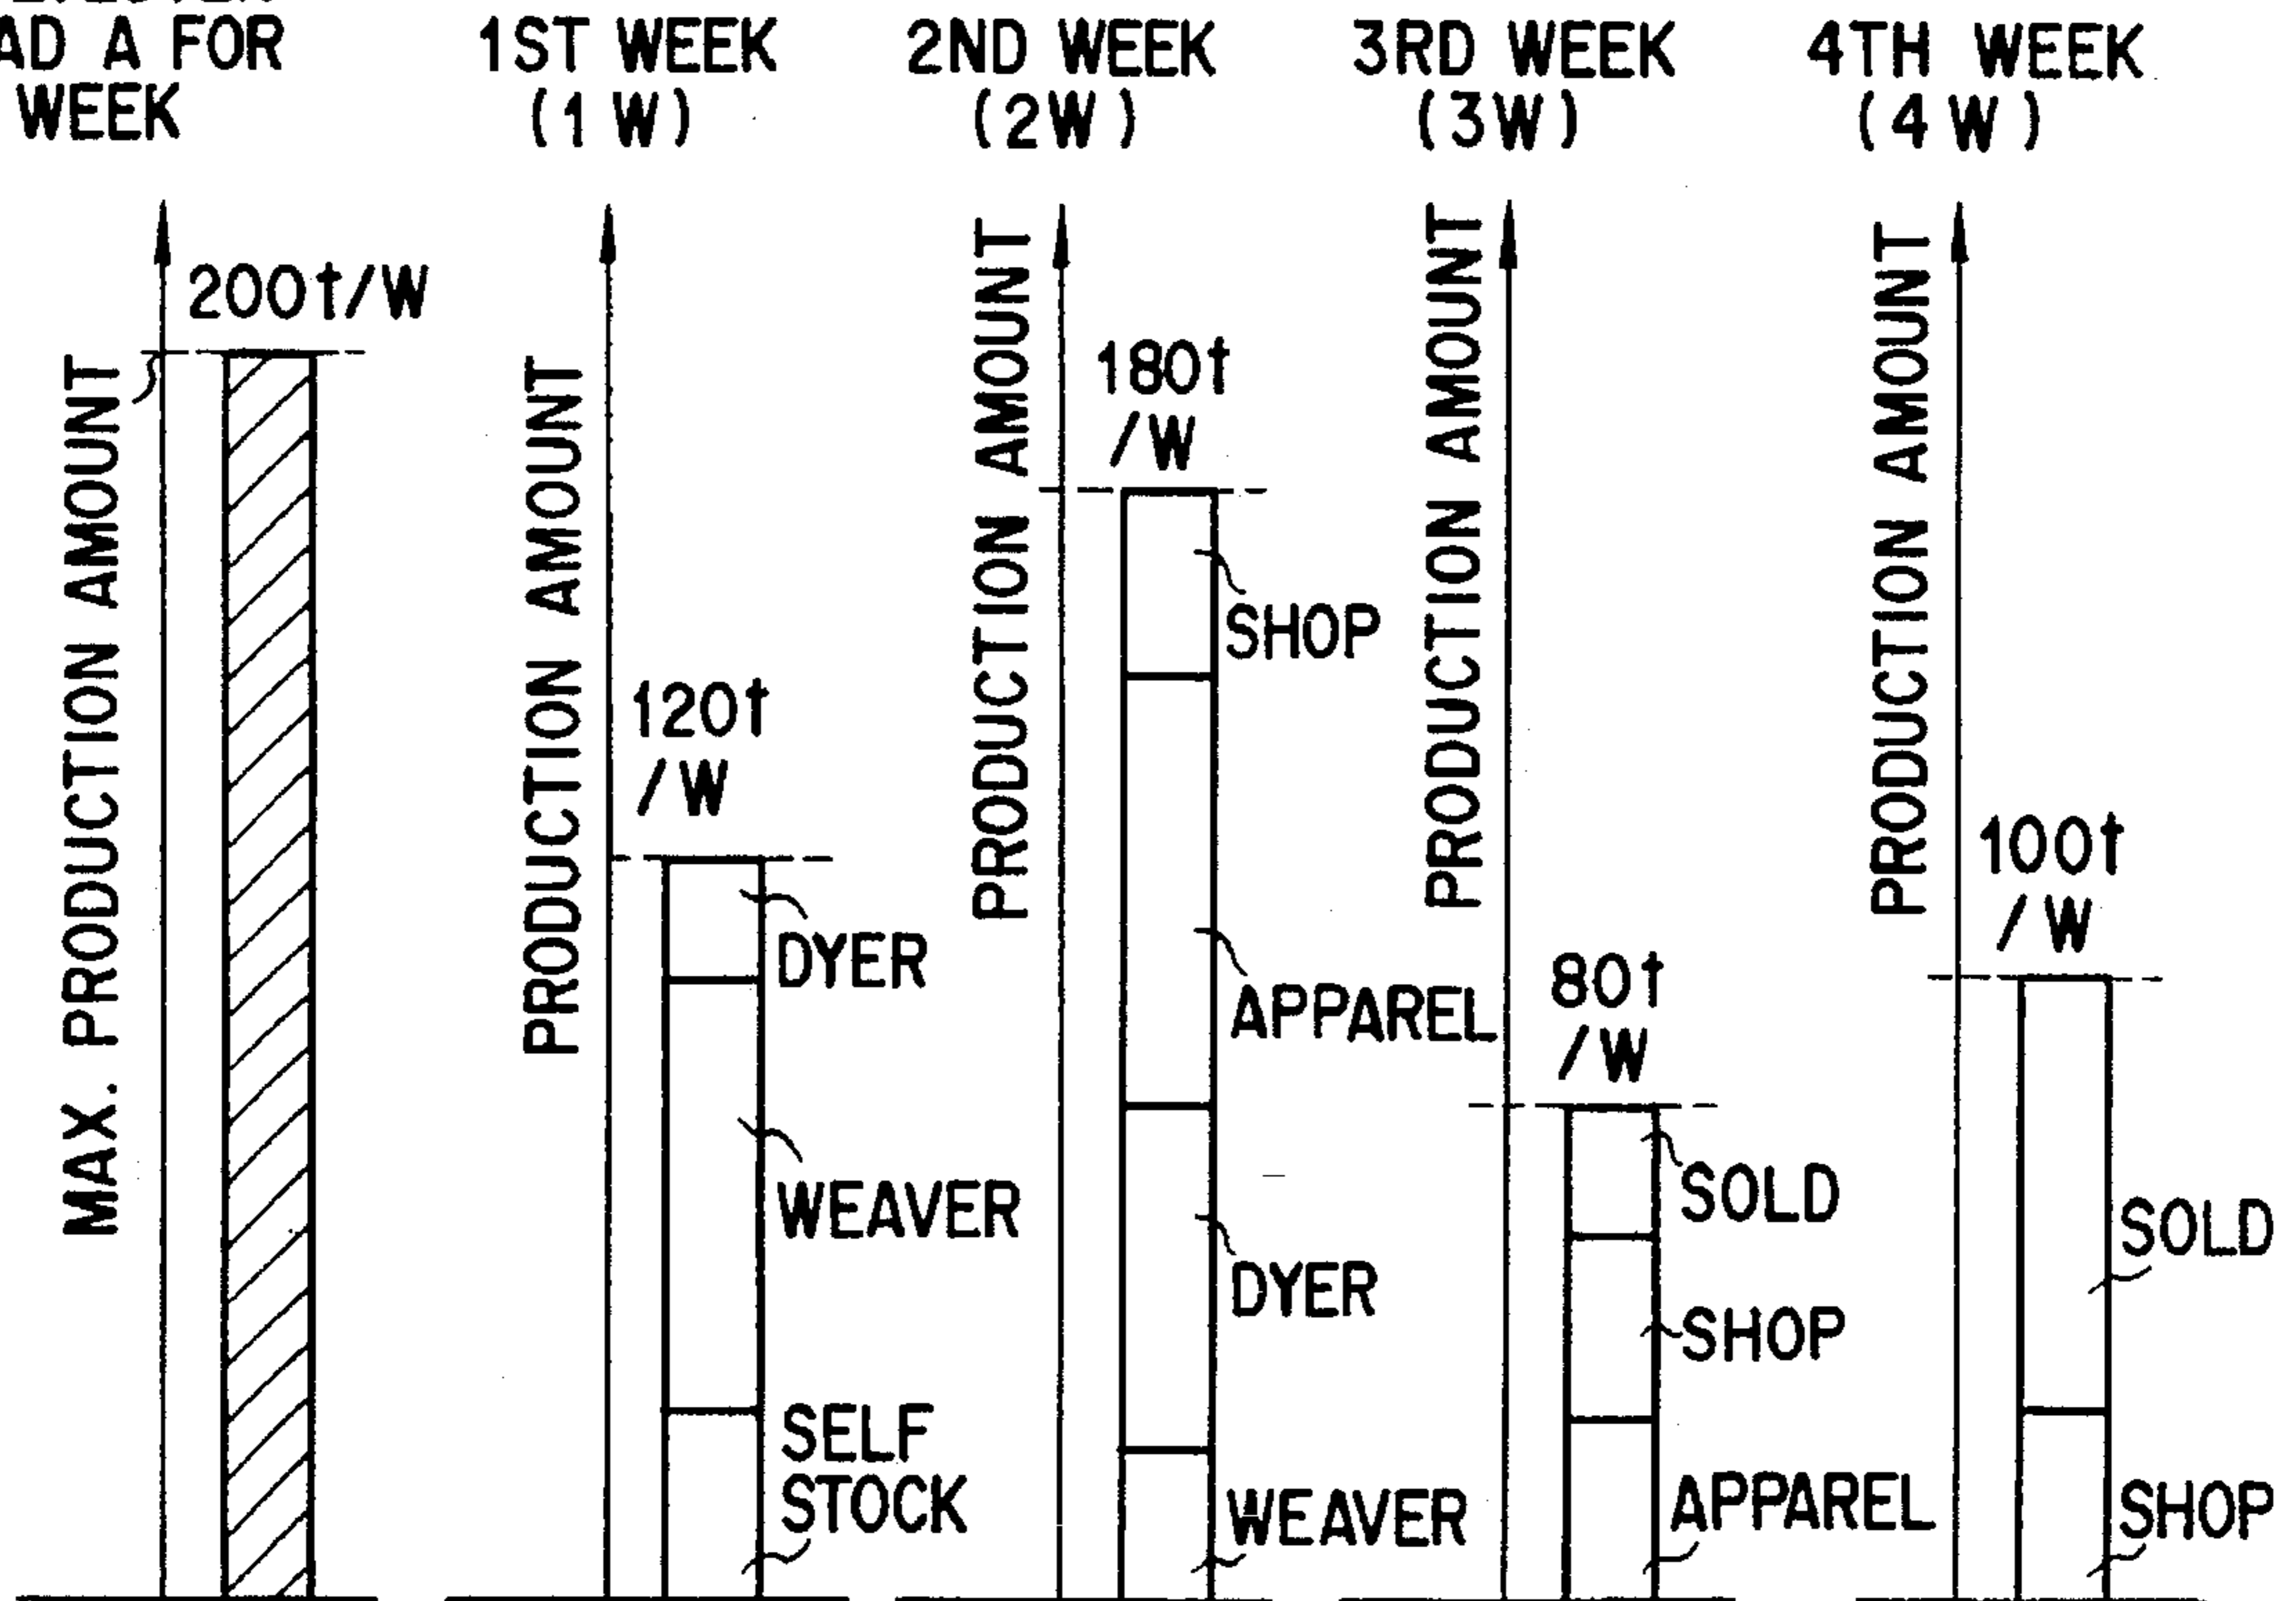 AD A FOR
WEEK
MAX. PRODUCTION AMOUNT
200t/W
1ST WEEK
(1W)
PRODUCTION AMOUNT
120t
/W
DYER
WEAVER
SELF
STOCK
2ND WEEK
(2W)
PRODUCTION AMOUNT
180t
/W
SHOP
APPAREL
DYER
WEAVER
3RD WEEK
(3W)
PRODUCTION AMOUNT
80t
/W
SOLD
SHOP
APPAREL
4TH WEEK
(4W)
PRODUCTION AMOUNT
100t
/W
SOLD
SHOP